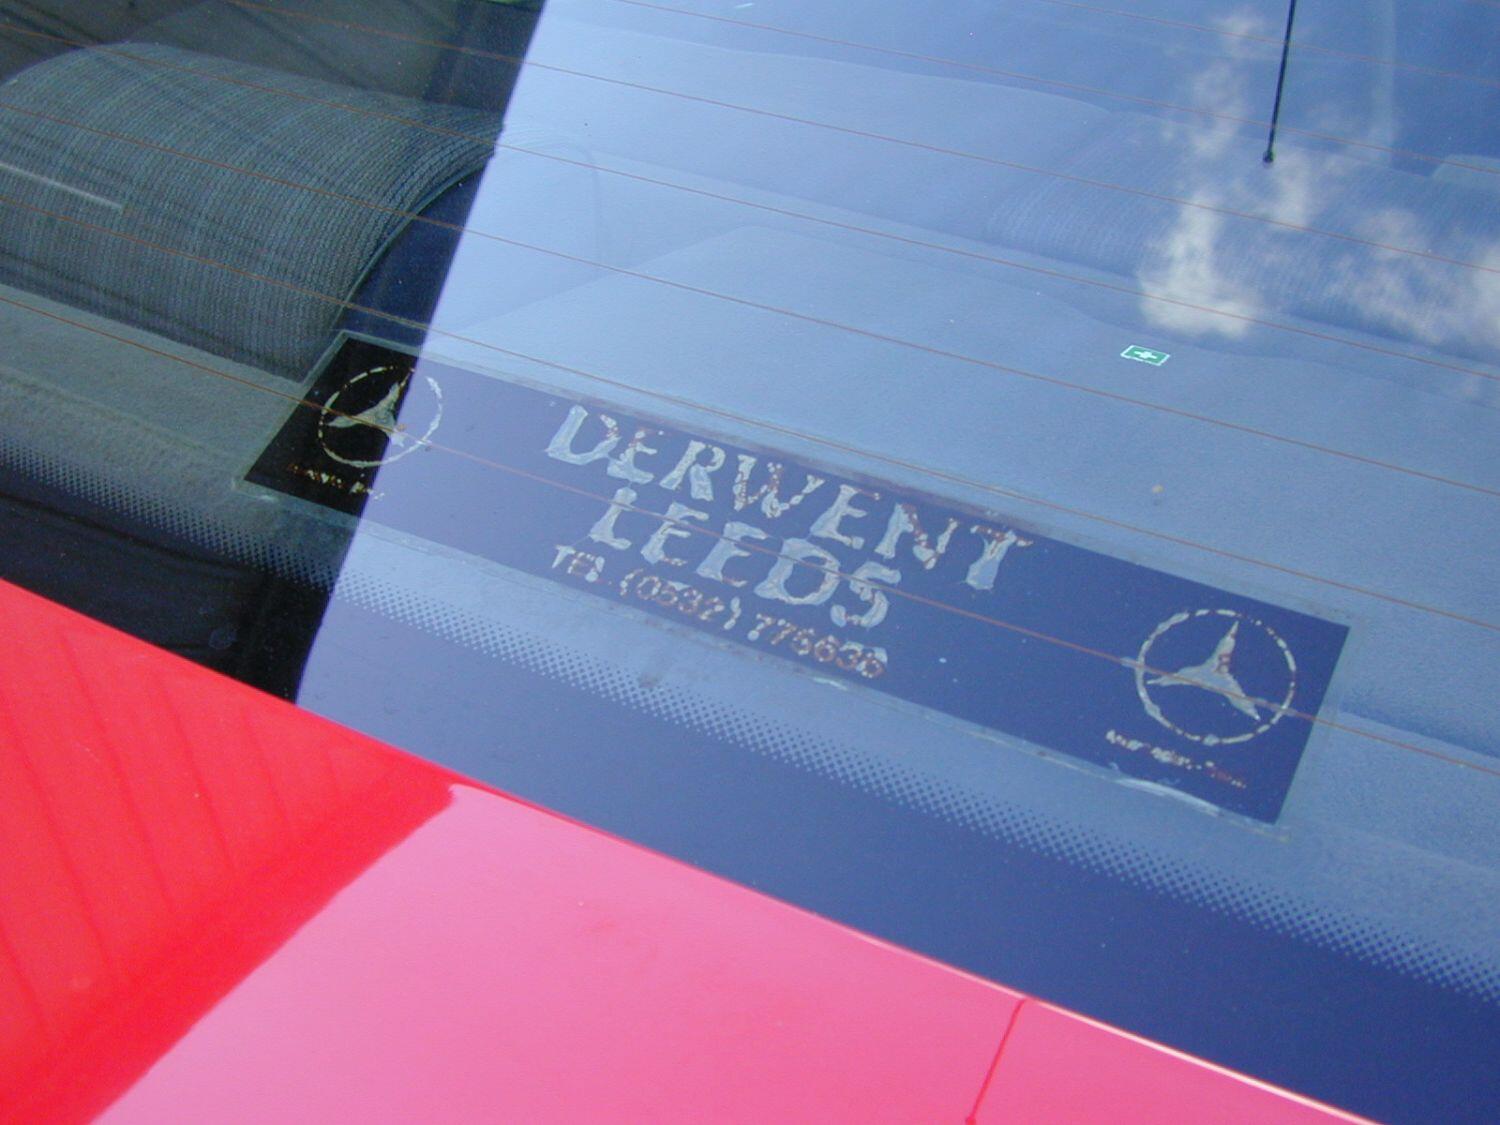 DERWENT
LEEDS
TEL. (0532) 775636